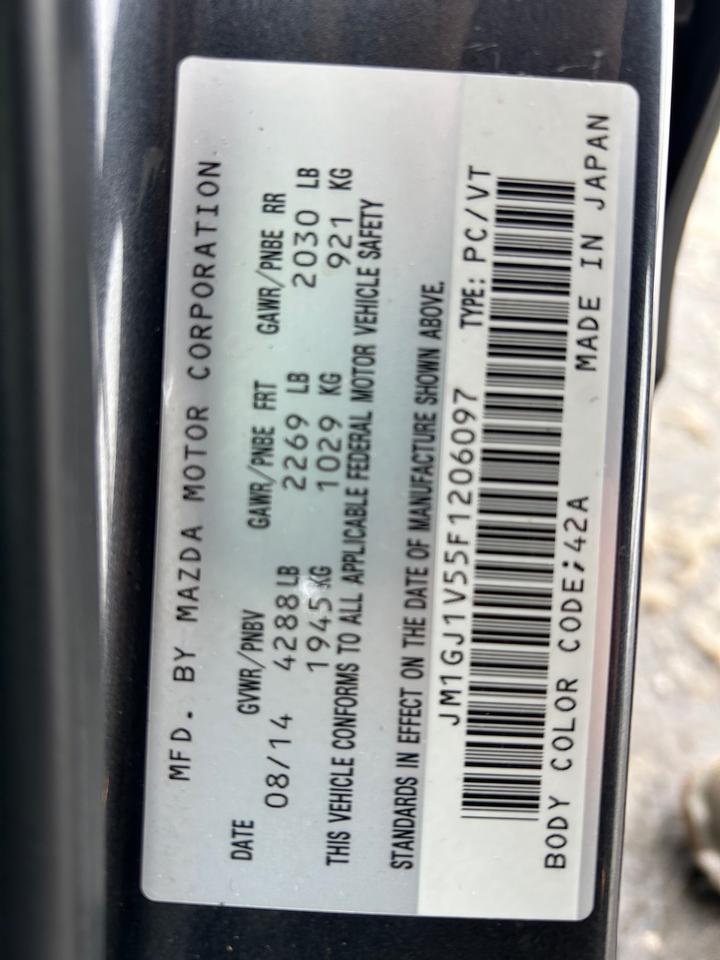 MFD. BY MAZDA MOTOR CORPORATION
DATE GVWR/PNBV GAWR/PNBE FRT GAWR/PNBE RR
08/14 4288 LB 2269 LB 2030 LB
1945 KG 1029 KG 921 KG
THIS VEHICLE CONFORMS TO ALL APPLICABLE FEDERAL MOTOR VEHICLE SAFETY
STANDARDS IN EFFECT ON THE DATE OF MANUFACTURE SHOWN ABOVE.
JM1GJ1V55F1206097 TYPE: PC/VT
BODY COLOR CODE;42A MADE IN JAPAN